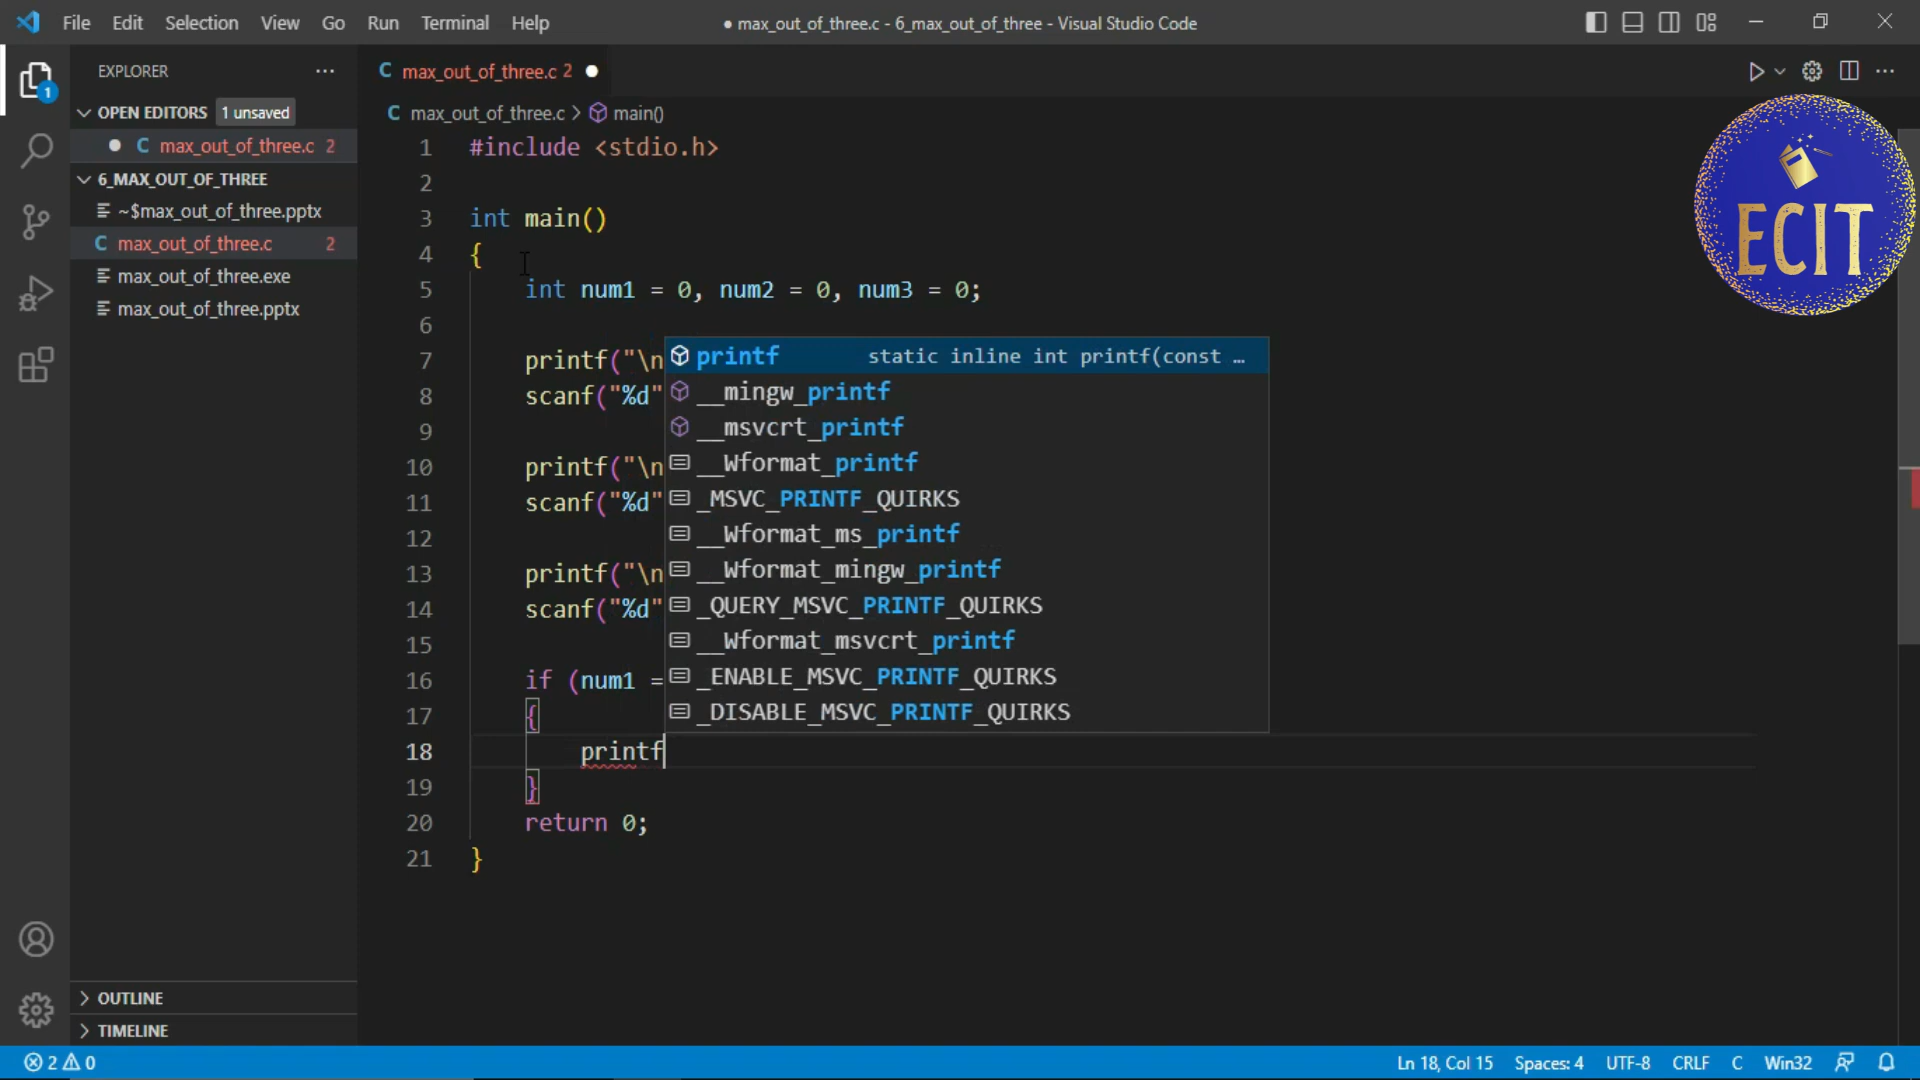 File Edit Selection View Go Run Terminal Help
● max_out_of_three.c - 6_max_out_of_three - Visual Studio Code
EXPLORER ...
OPEN EDITORS 1 unsaved
C max_out_of_three.c 2
6_MAX_OUT_OF_THREE
~$max_out_of_three.pptx
C max_out_of_three.c 2
max_out_of_three.exe
max_out_of_three.pptx
OUTLINE
TIMELINE
1
C max_out_of_three.c 2 ●
C max_out_of_three.c > main()
1 #include <stdio.h>
2
3 int main()
4 {
5 int num1 = 0, num2 = 0, num3 = 0;
6
7 printf("\n
8 scanf("%d"
9
10 printf("\n
11 scanf("%d"
12
13 printf("\n
14 scanf("%d"
15
16 if (num1 =
17 {
18 printf
19 }
20 return 0;
21 }
printf static inline int printf(const …
__mingw_printf
__msvcrt_printf
__Wformat_printf
_MSVC_PRINTF_QUIRKS
__Wformat_ms_printf
__Wformat_mingw_printf
_QUERY_MSVC_PRINTF_QUIRKS
__Wformat_msvcrt_printf
_ENABLE_MSVC_PRINTF_QUIRKS
_DISABLE_MSVC_PRINTF_QUIRKS
ECIT
2 0
Ln 18, Col 15 Spaces: 4 UTF-8 CRLF C Win32